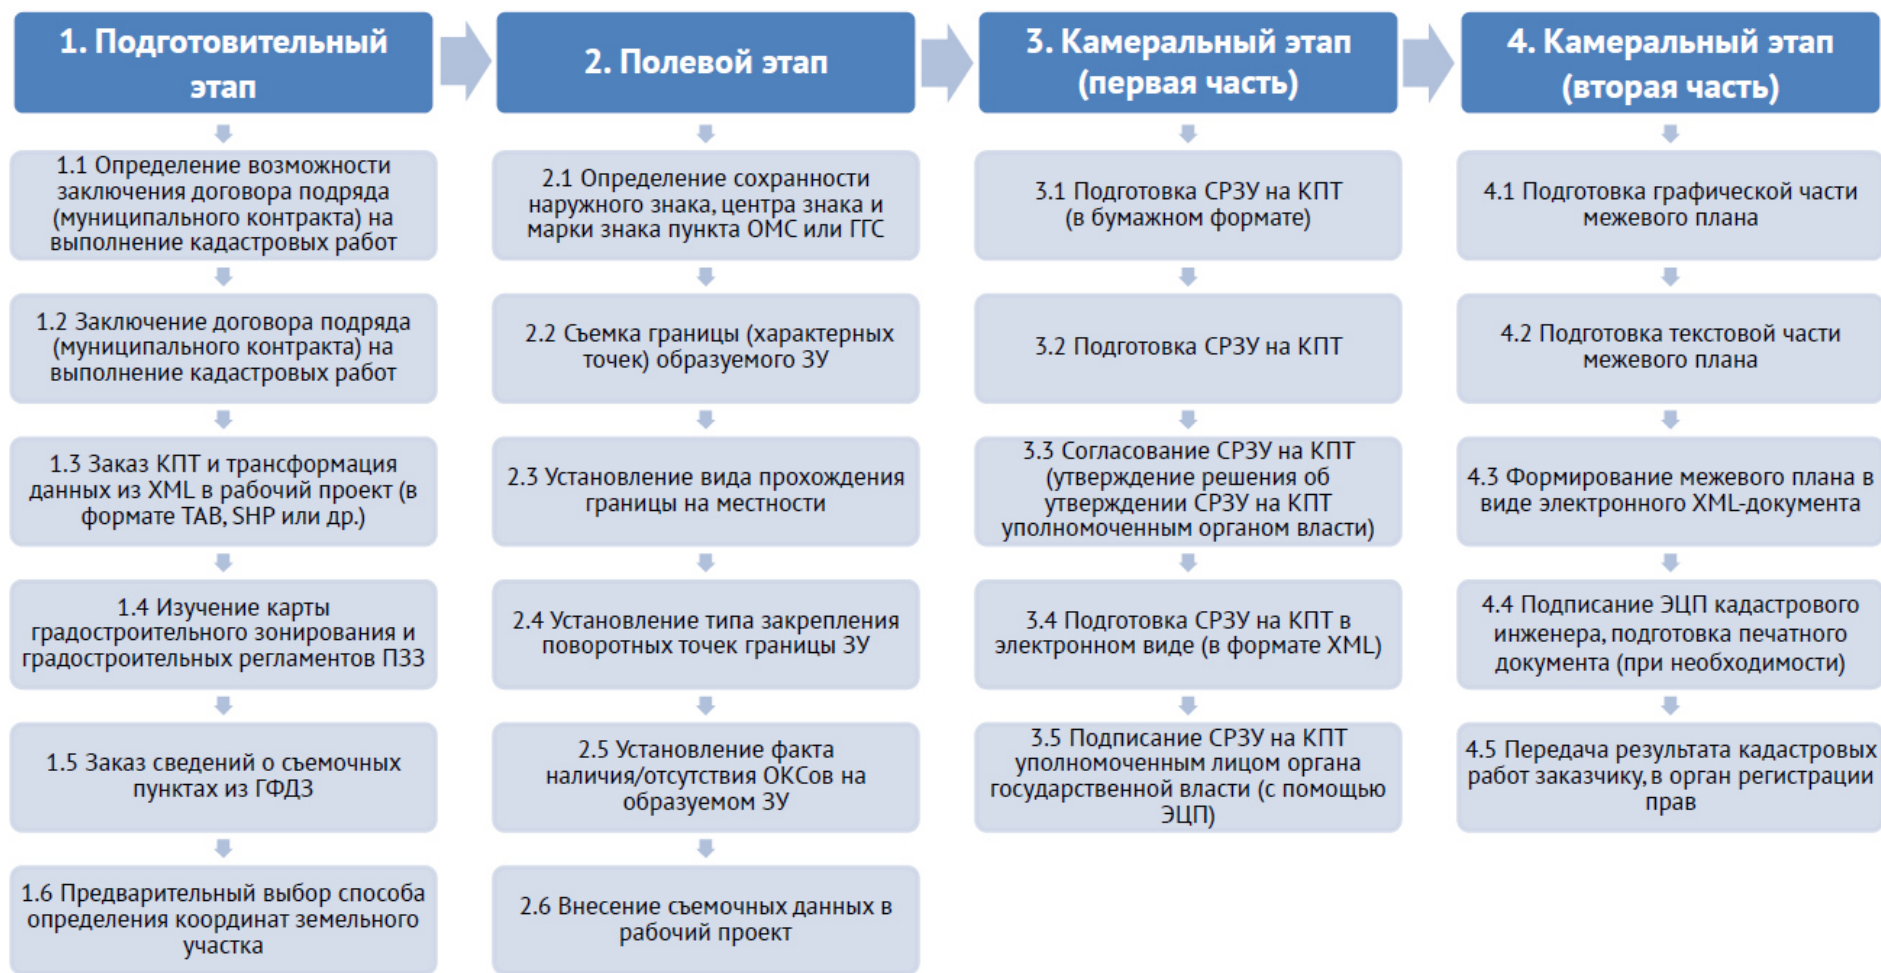 1. Подготовительный
этап
1.1 Определение возможности
заключения договора подряда
(муниципального контракта) на
выполнение кадастровых работ
1.2 Заключение договора подряда
(муниципального контракта) на
выполнение кадастровых работ
1.3 Заказ КПТ и трансформация
данных из XML в рабочий проект (в
формате TAB, SHP или др.)
1.4 Изучение карты
градостроительного зонирования и
градостроительных регламентов ПЗЗ
1.5 Заказ сведений о съемочных
пунктах из ГФДЗ
1.6 Предварительный выбор способа
определения координат земельного
участка
2. Полевой этап
2.1 Определение сохранности
наружного знака, центра знака и
марки знака пункта ОМС или ГГС
2.2 Съемка границы (характерных
точек) образуемого ЗУ
2.3 Установление вида прохождения
границы на местности
2.4 Установление типа закрепления
поворотных точек границы ЗУ
2.5 Установление факта
наличия/отсутствия ОКСов на
образуемом ЗУ
2.6 Внесение съемочных данных в
рабочий проект
3. Камеральный этап
(первая часть)
3.1 Подготовка СРЗУ на КПТ
(в бумажном формате)
3.2 Подготовка СРЗУ на КПТ
3.3 Согласование СРЗУ на КПТ
(утверждение решения об
утверждении СРЗУ на КПТ
уполномоченным органом власти)
3.4 Подготовка СРЗУ на КПТ в
электронном виде (в формате XML)
3.5 Подписание СРЗУ на КПТ
уполномоченным лицом органа
государственной власти (с помощью
ЭЦП)
4. Камеральный этап
(вторая часть)
4.1 Подготовка графической части
межевого плана
4.2 Подготовка текстовой части
межевого плана
4.3 Формирование межевого плана в
виде электронного XML-документа
4.4 Подписание ЭЦП кадастрового
инженера, подготовка печатного
документа (при необходимости)
4.5 Передача результата кадастровых
работ заказчику, в орган регистрации
прав